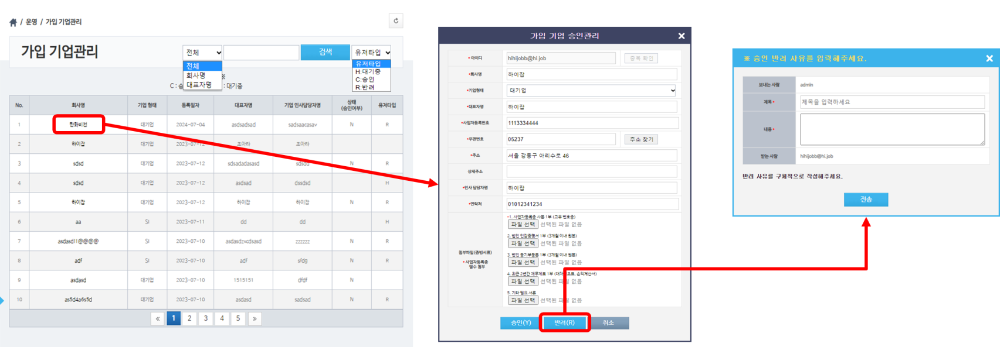 / 운영 / 가입 기업관리
가입 기업관리
전체
검색
유저타입
전체
회사명
대표자명
유저타입
H:대기중
C:승인
R:반려
※
C : 승
: 대기중
No. 회사명 기업 형태 등록일자 대표자명 기업 인사담당자명 상태 (승인여부) 유저타입
1 한화비전 대기업 2024-07-04 asdsadsad sadsaacasav N R
2 하이잡 대기업 2023-07-12 조아라 조아라
3 sdsd 대기업 2023-07-12 sdsadadasasd sdsdd N R
4 sdsd 대기업 2023-07-12 asdsad dssdsd H
5 하이잡 대기업 2023-07-12 하이잡 하이잡 N R
6 aa SI 2023-07-11 dd dd H
7 asdasd!!@@@@ SI 2023-07-10 asdasdzxcdsasd zzzzzz N R
8 adf SI 2023-07-10 adf sfdg N R
9 asdasd 대기업 2023-07-10 1515151 dfdf N
10 as5d4a6s5d 대기업 2023-07-10 asdasd sadsad N R
« 1 2 3 4 5 »
가입 기업 승인관리
• 아이디 hihijobb@hi.job 중복 확인
•회사명 하이잡
•기업형태 대기업
•대표자명 하이잡
•사업자등록번호 1113334444
•우편번호 05237 주소 찾기
•주소 서울 강동구 아리수로 46
상세주소
•인사 담당자명 하이잡
•연락처 01012341234
첨부파일(증빙서류)
• 사업자등록증
필수 첨부
•1. 사업자등록증 사본 1부 (고유 번호증)
파일 선택 선택된 파일 없음
2. 법인 인감증명서 1부 (3개월 이내 원본)
파일 선택 선택된 파일 없음
3. 법인 등기부등본 1부 (3개월 이내 원본)
파일 선택 선택된 파일 없음
4. 최근 2년간 재무제표 1부 (대차대조표, 손익계산서)
파일 선택 선택된 파일 없음
5. 기타 필요 서류
파일 선택 선택된 파일 없음
승인(Y) 반려(R) 취소
※ 승인 반려 사유를 입력해주세요.
보내는 사람 admin
제목• 제목을 입력하세요
내용•
받는 사람 hihijobb@hi.job
반려 사유를 구체적으로 작성해주세요.
전송